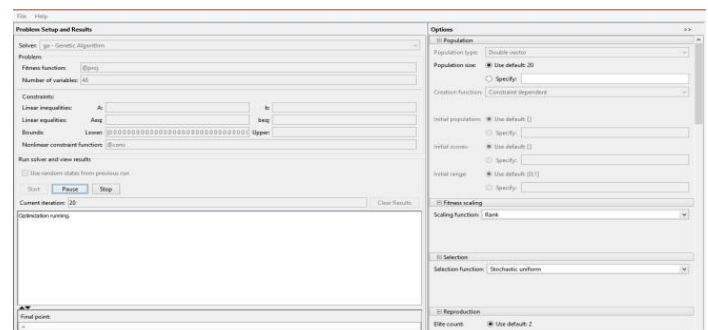 File Help
Problem Setup and Results
Solver: ga - Genetic Algorithm
Problem
Fitness function: @proj
Number of variables: 48
Constraints:
Linear inequalities: A: b:
Linear equalities: Aeq: beq:
Bounds: Lower: Upper:
Nonlinear constraint function: @conv
Run solver and view results
Use random states from previous run
Start Pause Stop
Current iteration: 20 Clear Results
Optimization running.
Final point:
Options >>
Population
Population type: Double vector
Population size: Use default: 20
Specify:
Creation function: Constraint dependent
Initial population: Use default: []
Specify:
Initial scores: Use default: []
Specify:
Initial range: Use default: [0;1]
Specify:
Fitness scaling
Scaling function: Rank
Selection
Selection function: Stochastic uniform
Reproduction
Elite count: Use default: 2